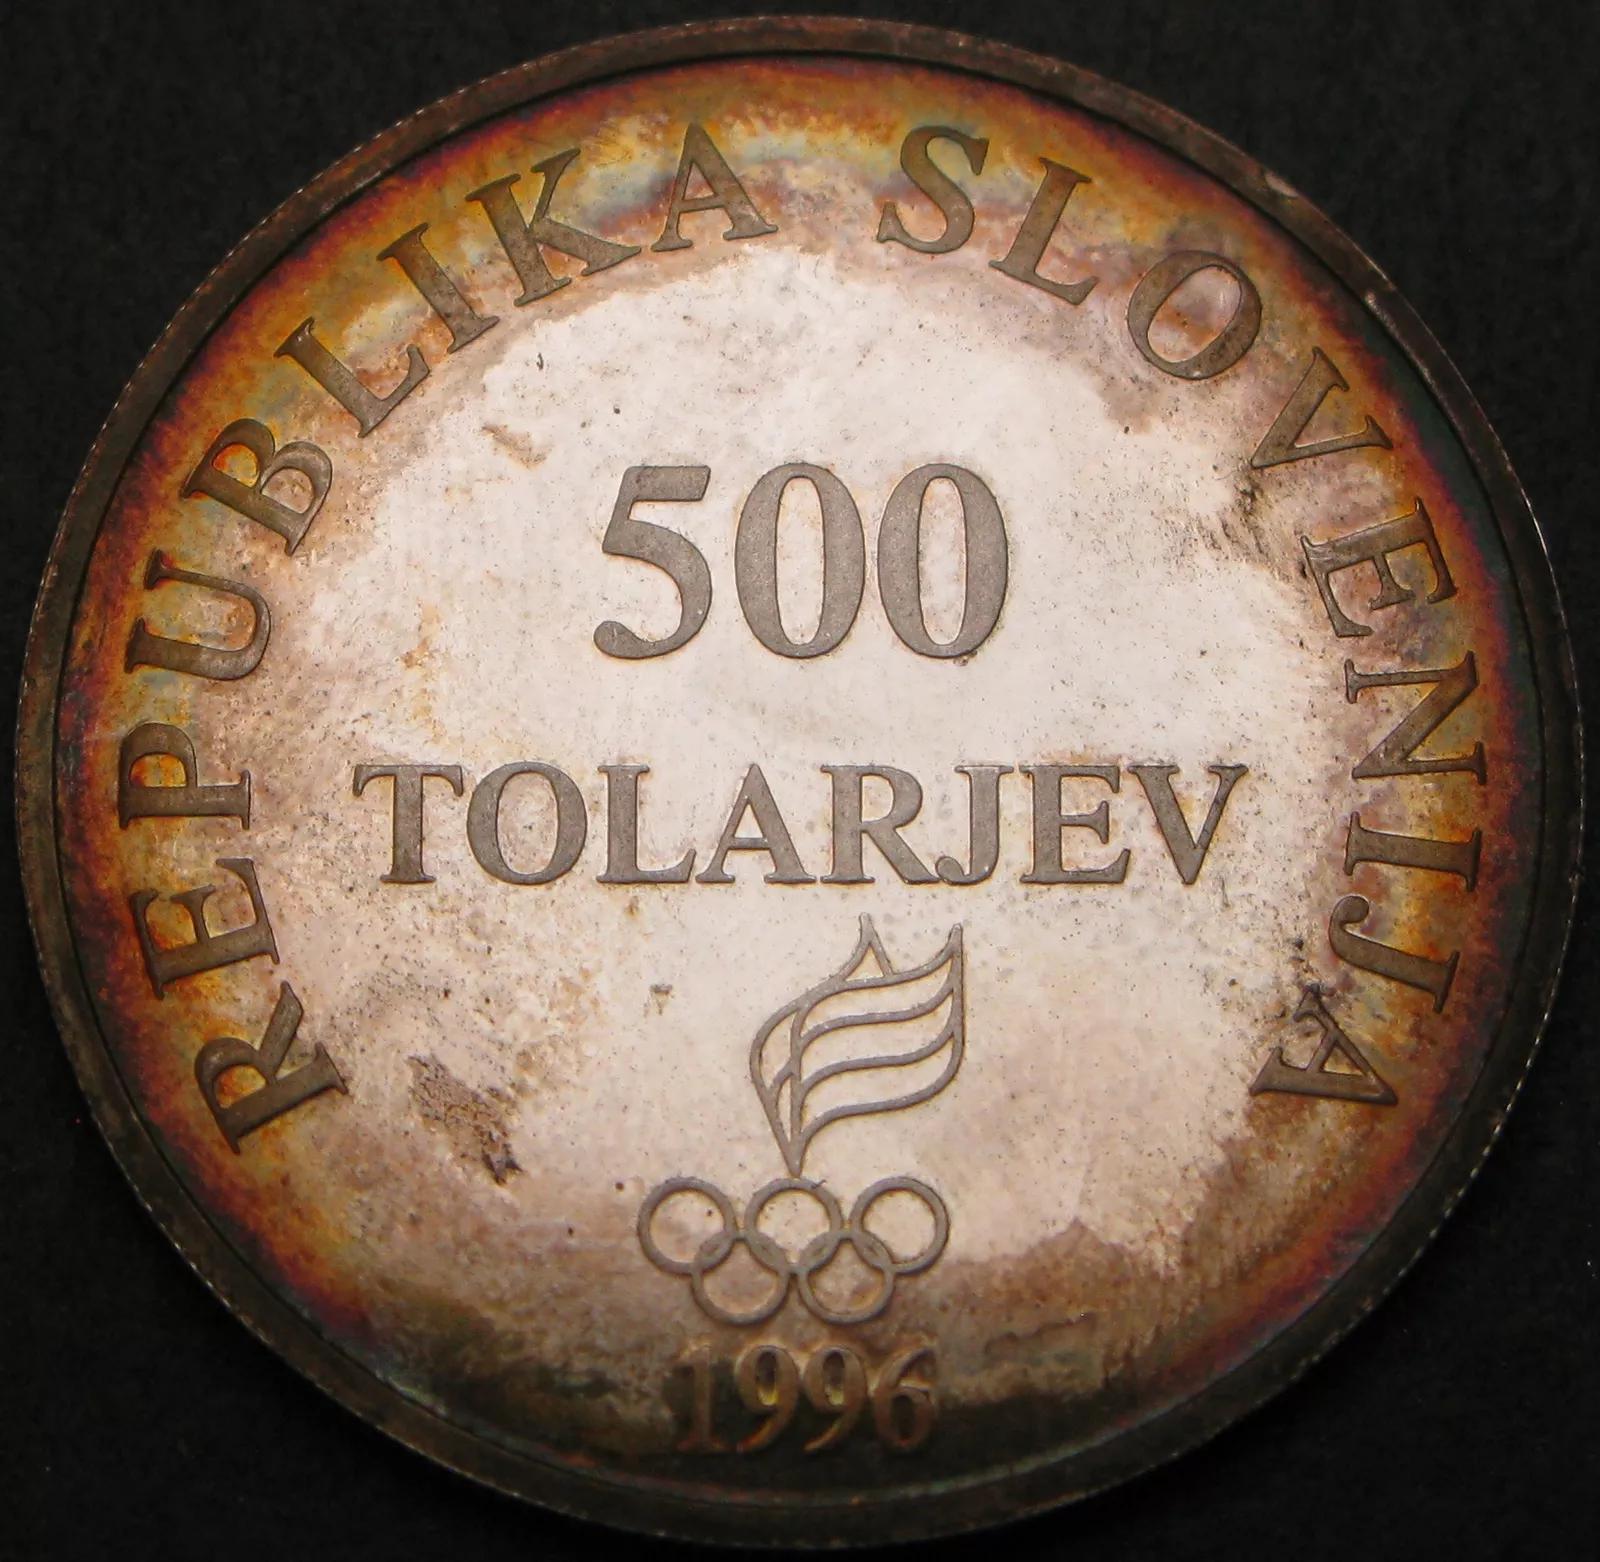 REPUBLIKA SLOVENIJA
500
TOLARJEV
1996